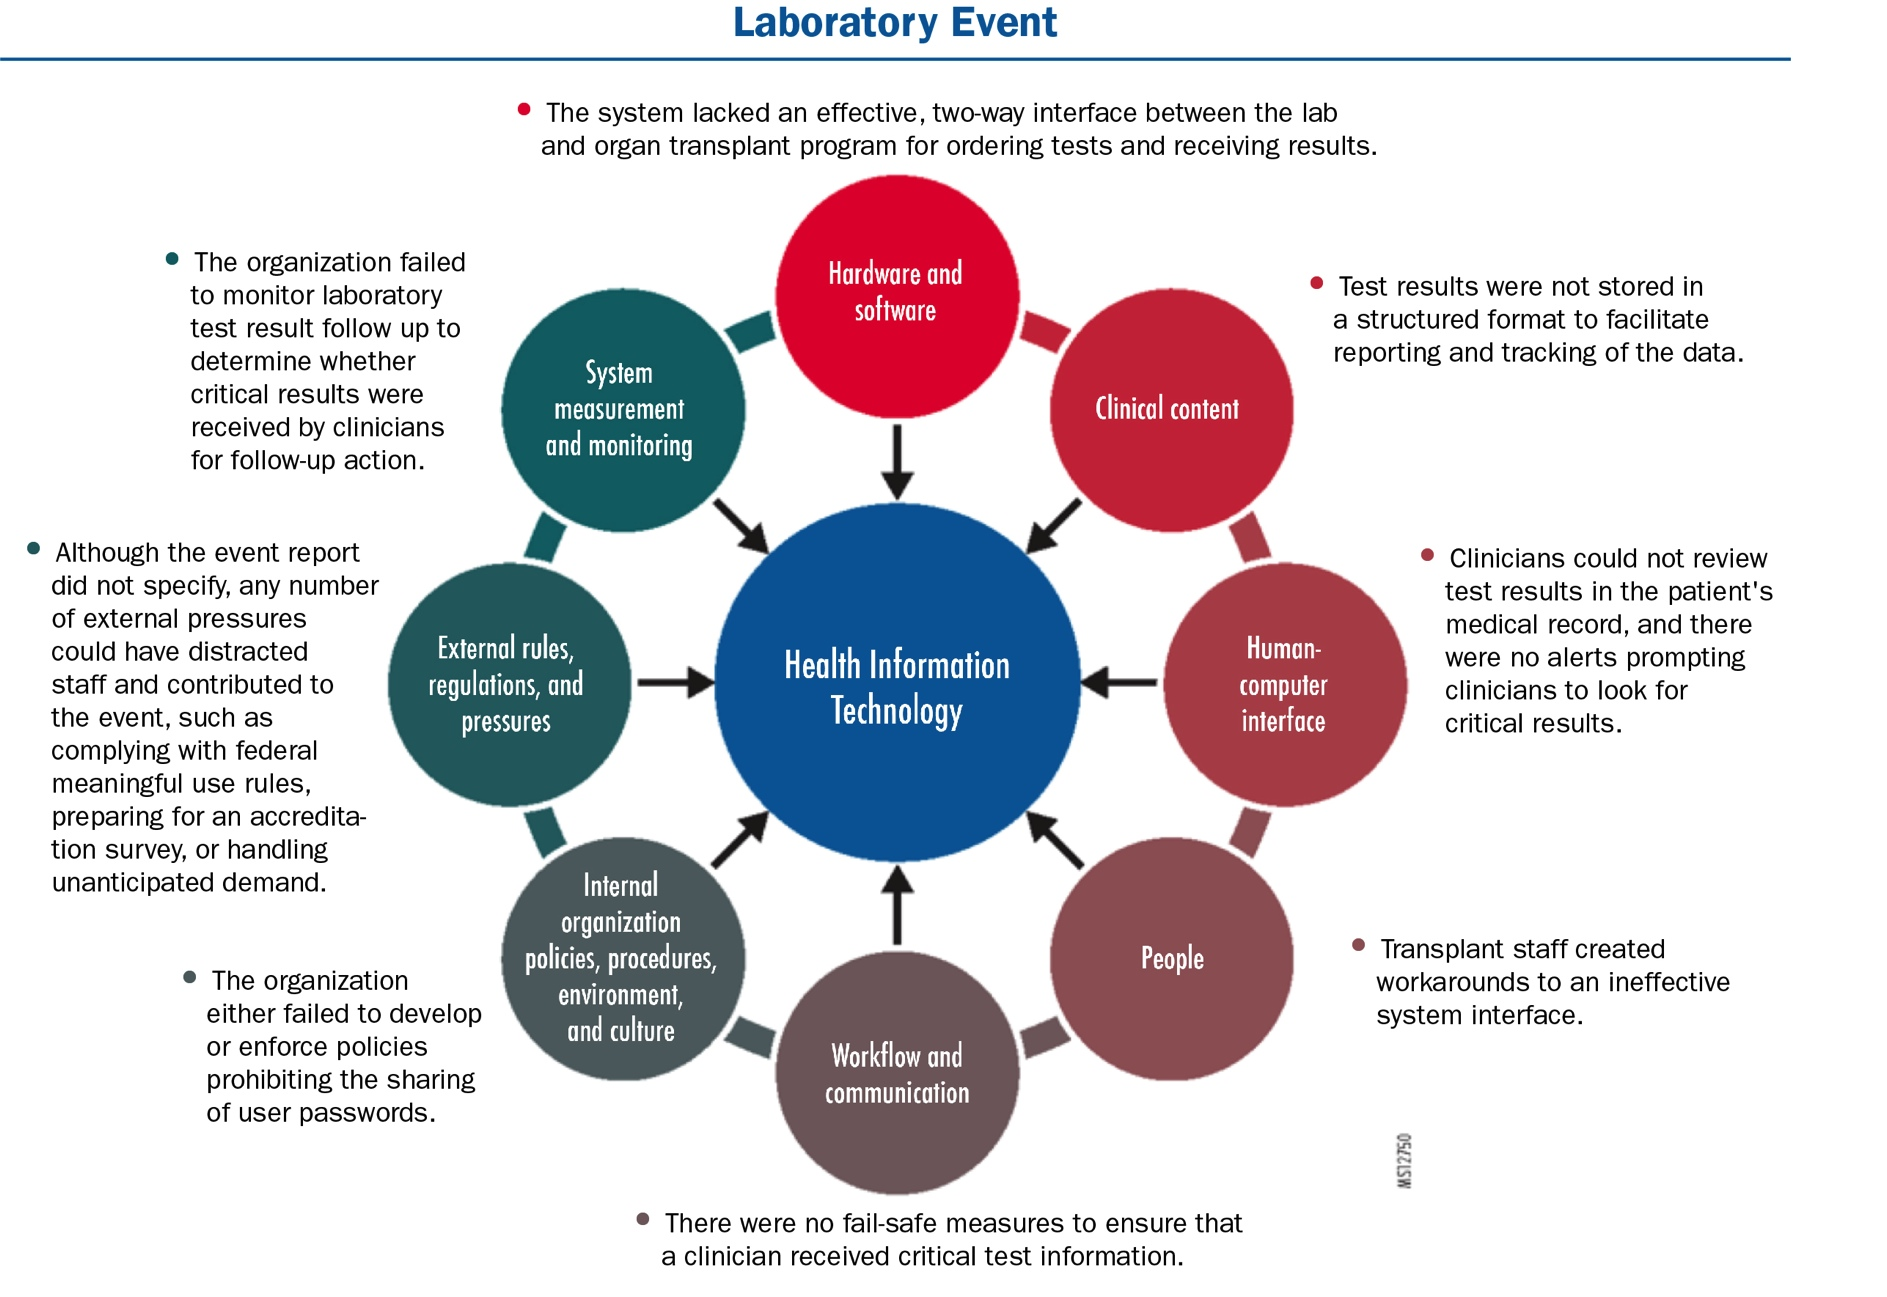 Laboratory Event
• The system lacked an effective, two-way interface between the lab
and organ transplant program for ordering tests and receiving results.
Hardware and
software
• Test results were not stored in
a structured format to facilitate
reporting and tracking of the data.
Clinical content
• Clinicians could not review
test results in the patient's
medical record, and there
were no alerts prompting
clinicians to look for
critical results.
Human-
computer
interface
• Transplant staff created
workarounds to an ineffective
system interface.
People
• There were no fail-safe measures to ensure that
a clinician received critical test information.
Workflow and
communication
• The organization
either failed to develop
or enforce policies
prohibiting the sharing
of user passwords.
Internal
organization
policies, procedures,
environment,
and culture
• Although the event report
did not specify, any number
of external pressures
could have distracted
staff and contributed to
the event, such as
complying with federal
meaningful use rules,
preparing for an accredita-
tion survey, or handling
unanticipated demand.
External rules,
regulations, and
pressures
• The organization failed
to monitor laboratory
test result follow up to
determine whether
critical results were
received by clinicians
for follow-up action.
System
measurement
and monitoring
Health Information
Technology
MS12750